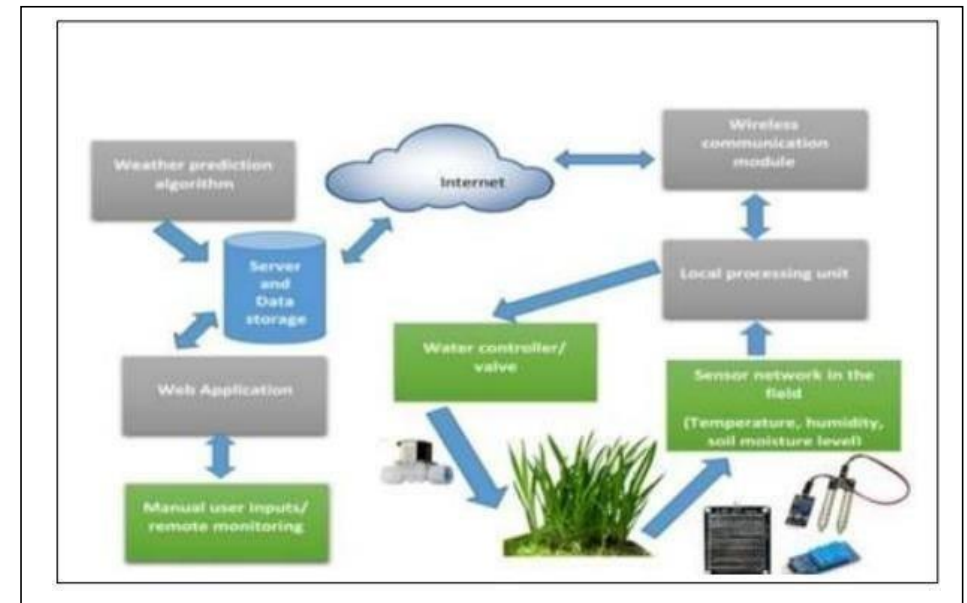 Weather prediction
algorithm
Internet
Wireless
communication
module
Server
and
Data
storage
Local processing unit
Water controller/
valve
Web Application
Sensor network in the
field
(Temperature, humidity,
soil moisture level)
Manual user inputs/
remote monitoring